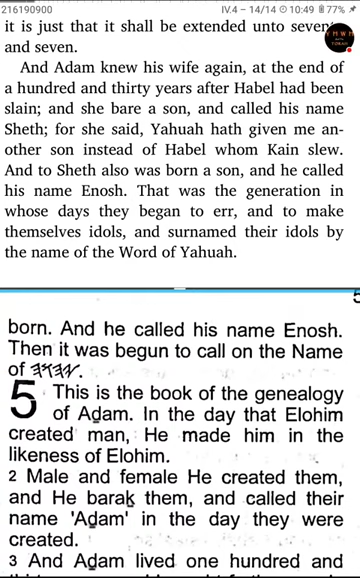 216190900 IV.4 – 14/14 10:49 77%
it is just that it shall be extended unto
and seven.
TORAH
And Adam knew his wife again, at the end of
a hundred and thirty years after Habel had been
slain; and she bare a son, and called his name
Sheth; for she said, Yahuah hath given me an-
other son instead of Habel whom Kain slew.
And to Sheth also was born a son, and he called
his name Enosh. That was the generation in
whose days they began to err, and to make
themselves idols, and surnamed their idols by
the name of the Word of Yahuah.
born. And he called his name Enosh.
Then it was begun to call on the Name
of 𐤉𐤄𐤅𐤄.
5 This is the book of the genealogy
of Aḏam. In the day that Elohim
created man, He made him in the
likeness of Elohim.
2 Male and female He created them,
and He baraḵ them, and called their
name 'Aḏam' in the day they were
created.
3 And Aḏam lived one hundred and